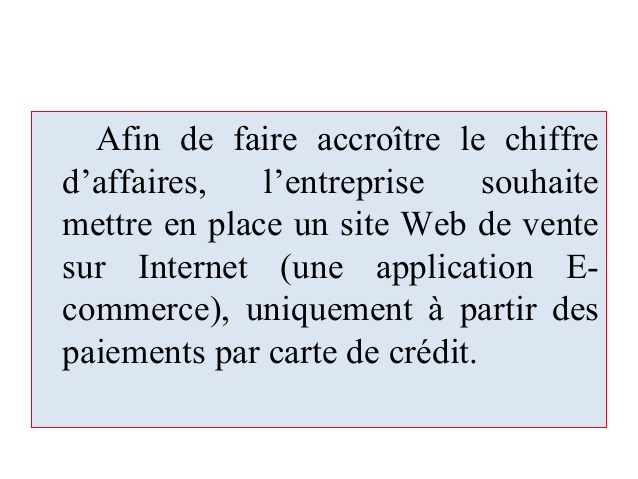 Afin de faire accroître le chiffre
d’affaires, l’entreprise souhaite
mettre en place un site Web de vente
sur Internet (une application E-
commerce), uniquement à partir des
paiements par carte de crédit.